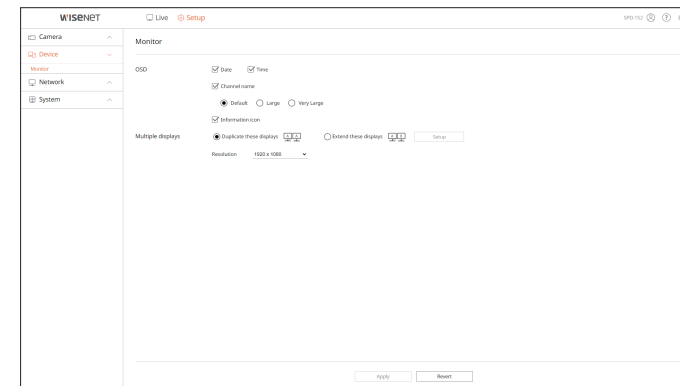 WISENET
Live Setup SPD-152
Camera
Monitor
Device
Monitor
Network
System
OSD Date Time
Channel name
Default Large Very Large
Information icon
Multiple displays Duplicate these displays Extend these displays Setup
Resolution 1920 x 1080
Apply Revert